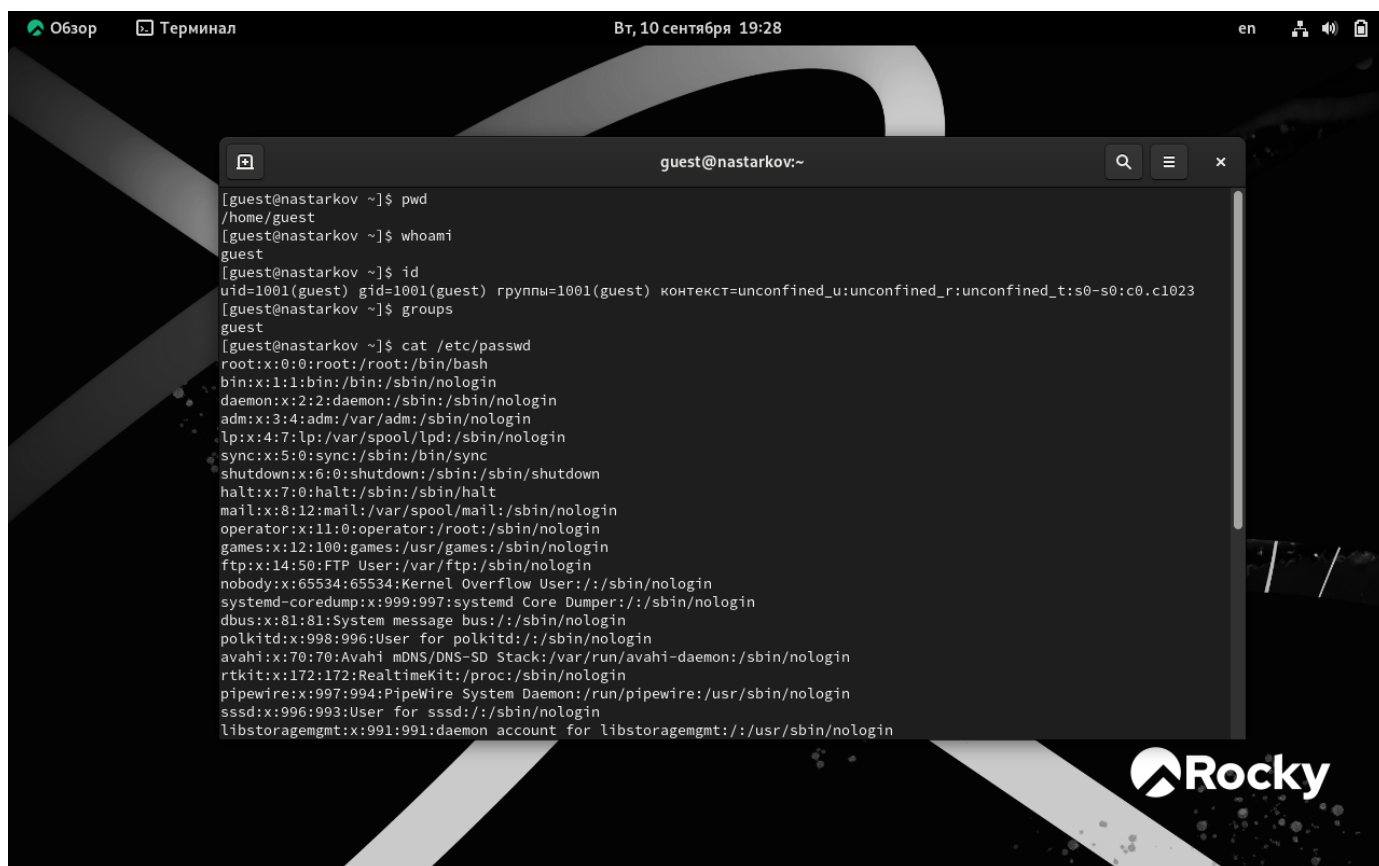 Обзор Терминал Вт, 10 сентября 19:28 en
guest@nastarkov:~
[guest@nastarkov ~]$ pwd
/home/guest
[guest@nastarkov ~]$ whoami
guest
[guest@nastarkov ~]$ id
uid=1001(guest) gid=1001(guest) группы=1001(guest) контекст=unconfined_u:unconfined_r:unconfined_t:s0-s0:c0.c1023
[guest@nastarkov ~]$ groups
guest
[guest@nastarkov ~]$ cat /etc/passwd
root:x:0:0:root:/root:/bin/bash
bin:x:1:1:bin:/bin:/sbin/nologin
daemon:x:2:2:daemon:/sbin:/sbin/nologin
adm:x:3:4:adm:/var/adm:/sbin/nologin
lp:x:4:7:lp:/var/spool/lpd:/sbin/nologin
sync:x:5:0:sync:/sbin:/bin/sync
shutdown:x:6:0:shutdown:/sbin:/sbin/shutdown
halt:x:7:0:halt:/sbin:/sbin/halt
mail:x:8:12:mail:/var/spool/mail:/sbin/nologin
operator:x:11:0:operator:/root:/sbin/nologin
games:x:12:100:games:/usr/games:/sbin/nologin
ftp:x:14:50:FTP User:/var/ftp:/sbin/nologin
nobody:x:65534:65534:Kernel Overflow User:/:/sbin/nologin
systemd-coredump:x:999:997:systemd Core Dumper:/:/sbin/nologin
dbus:x:81:81:System message bus:/:/sbin/nologin
polkitd:x:998:996:User for polkitd:/:/sbin/nologin
avahi:x:70:70:Avahi mDNS/DNS-SD Stack:/var/run/avahi-daemon:/sbin/nologin
rtkit:x:172:172:RealtimeKit:/proc:/sbin/nologin
pipewire:x:997:994:PipeWire System Daemon:/run/pipewire:/usr/sbin/nologin
sssd:x:996:993:User for sssd:/:/sbin/nologin
libstoragemgmt:x:991:991:daemon account for libstoragemgmt:/:/usr/sbin/nologin
Rocky